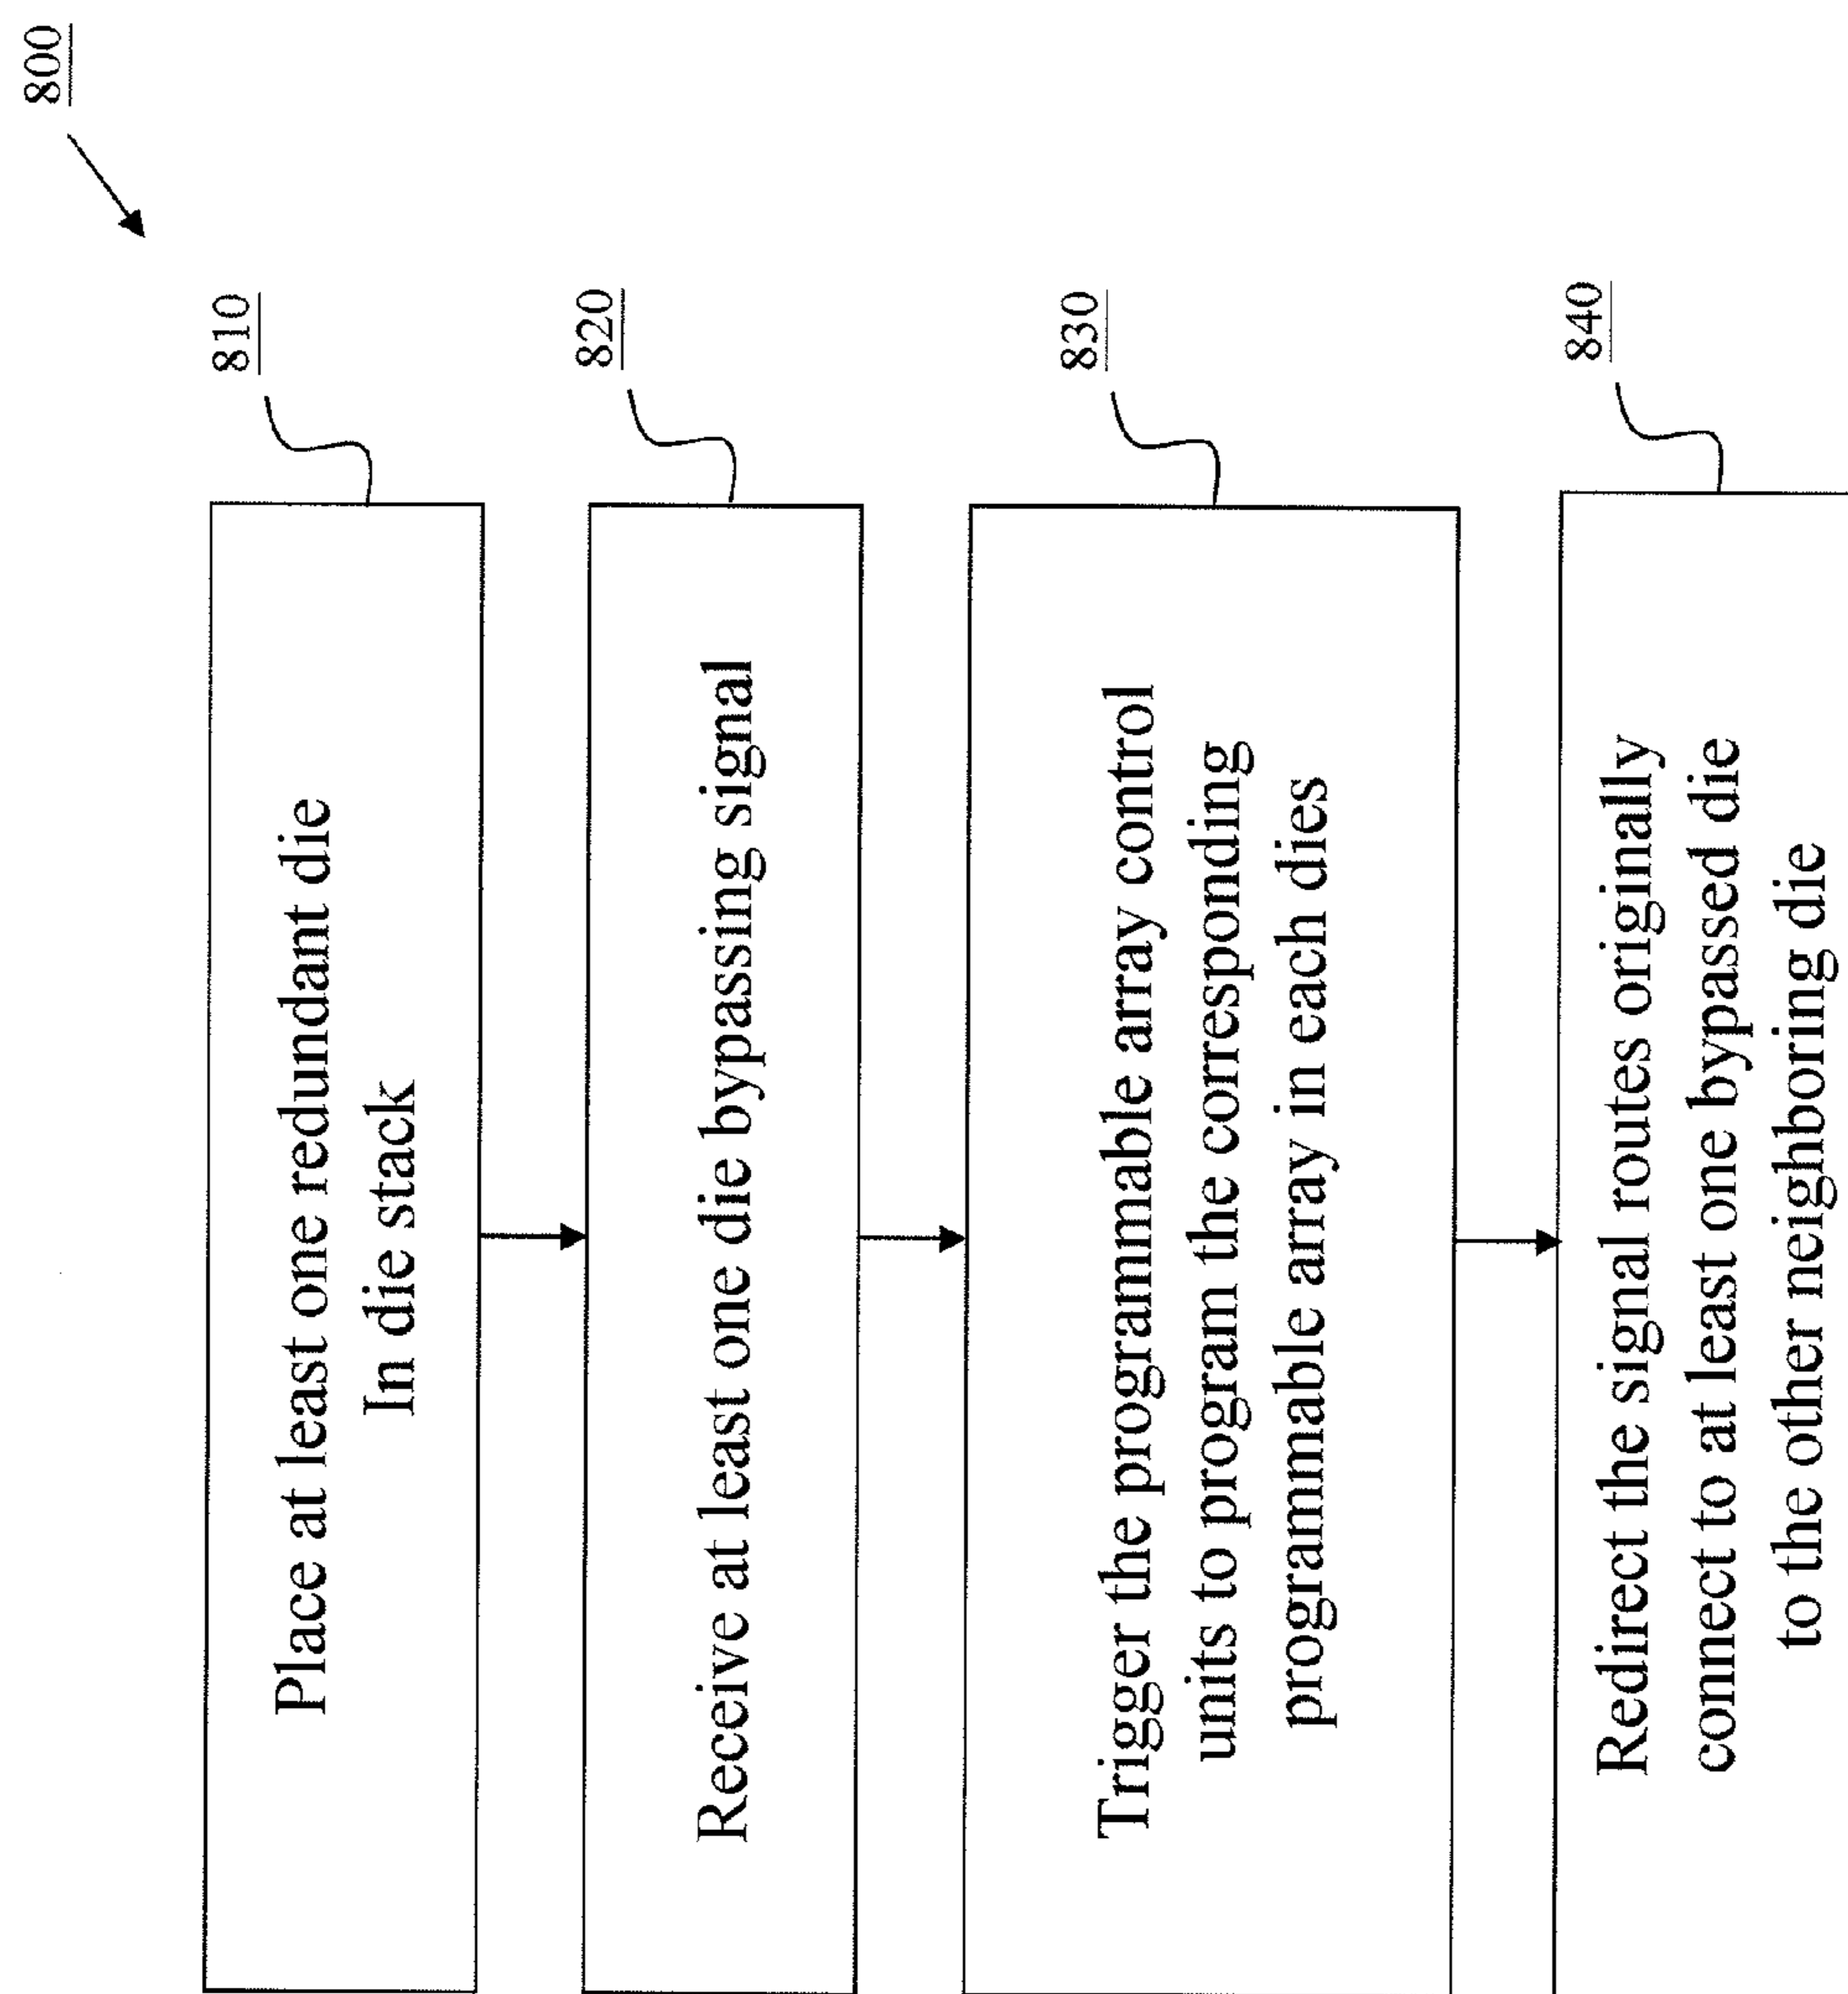 800
810
Place at least one redundant die
In die stack
820
Receive at least one die bypassing signal
830
Trigger the programmable array control
units to program the corresponding
programmable array in each dies
840
Redirect the signal routes originally
connect to at least one bypassed die
to the other neighboring die